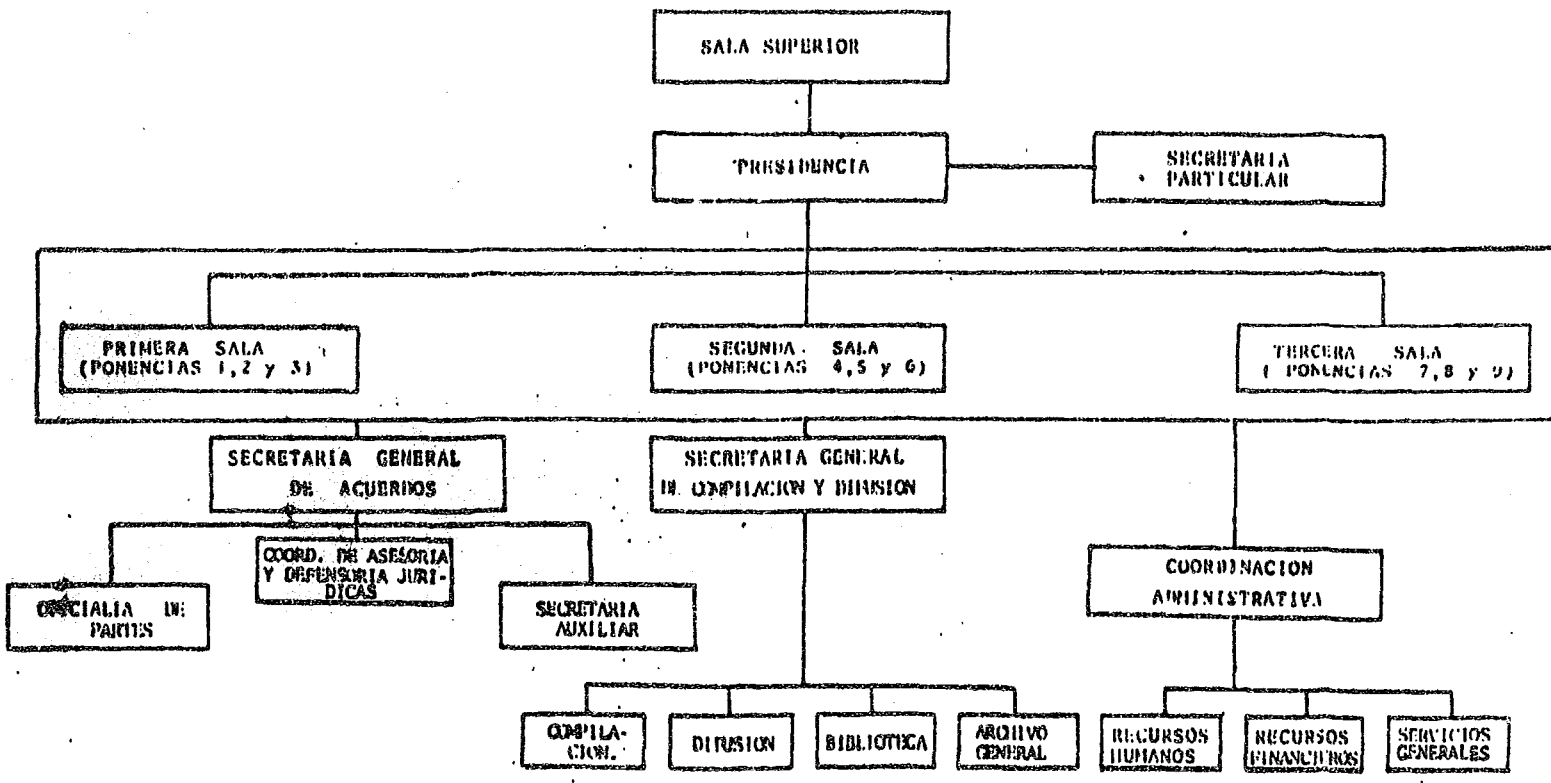 SALA SUPERIOR
PRESIDENCIA
SECRETARIA
PARTICULAR
PRIMERA SALA
(PONENCIAS 1,2 y 3)
SEGUNDA. SALA
(PONENCIAS 4,5 y 6)
TERCERA SALA
( PONENCIAS 7,8 y 9)
SECRETARIA GENERAL
DE ACUERDOS
SECRETARIA GENERAL
DE COMPILACION Y DIFUSION
COORD. DE ASESORIA
Y DEFENSORIA JURI-
DICAS
COORDINACION
ADMINISTRATIVA
OFICIALIA DE
PARTES
SECRETARIA
AUXILIAR
COMPILA-
CION.
DIFUSION
BIBLIOTECA
ARCHIVO
GENERAL
RECURSOS
HUMANOS
RECURSOS
FINANCIEROS
SERVICIOS
GENERALES